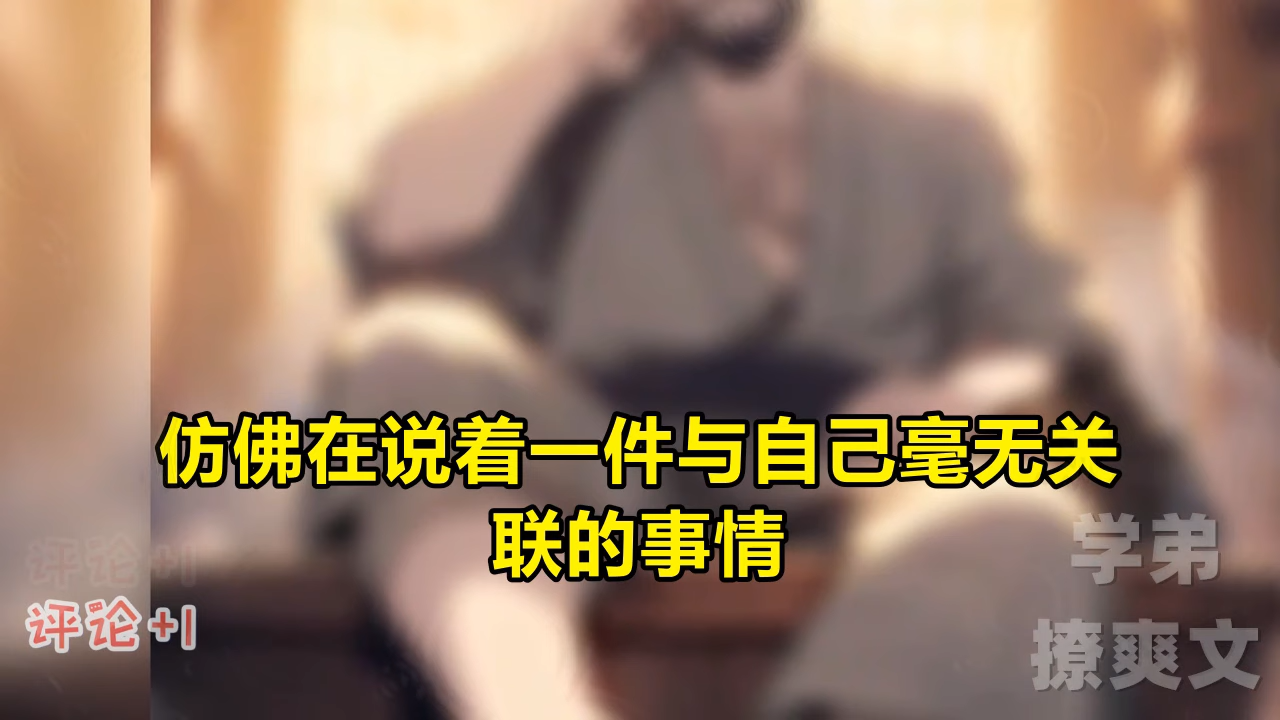 仿佛在说着一件与自己毫无关
联的事情
学弟
评论+1
评论+1
撩爽文